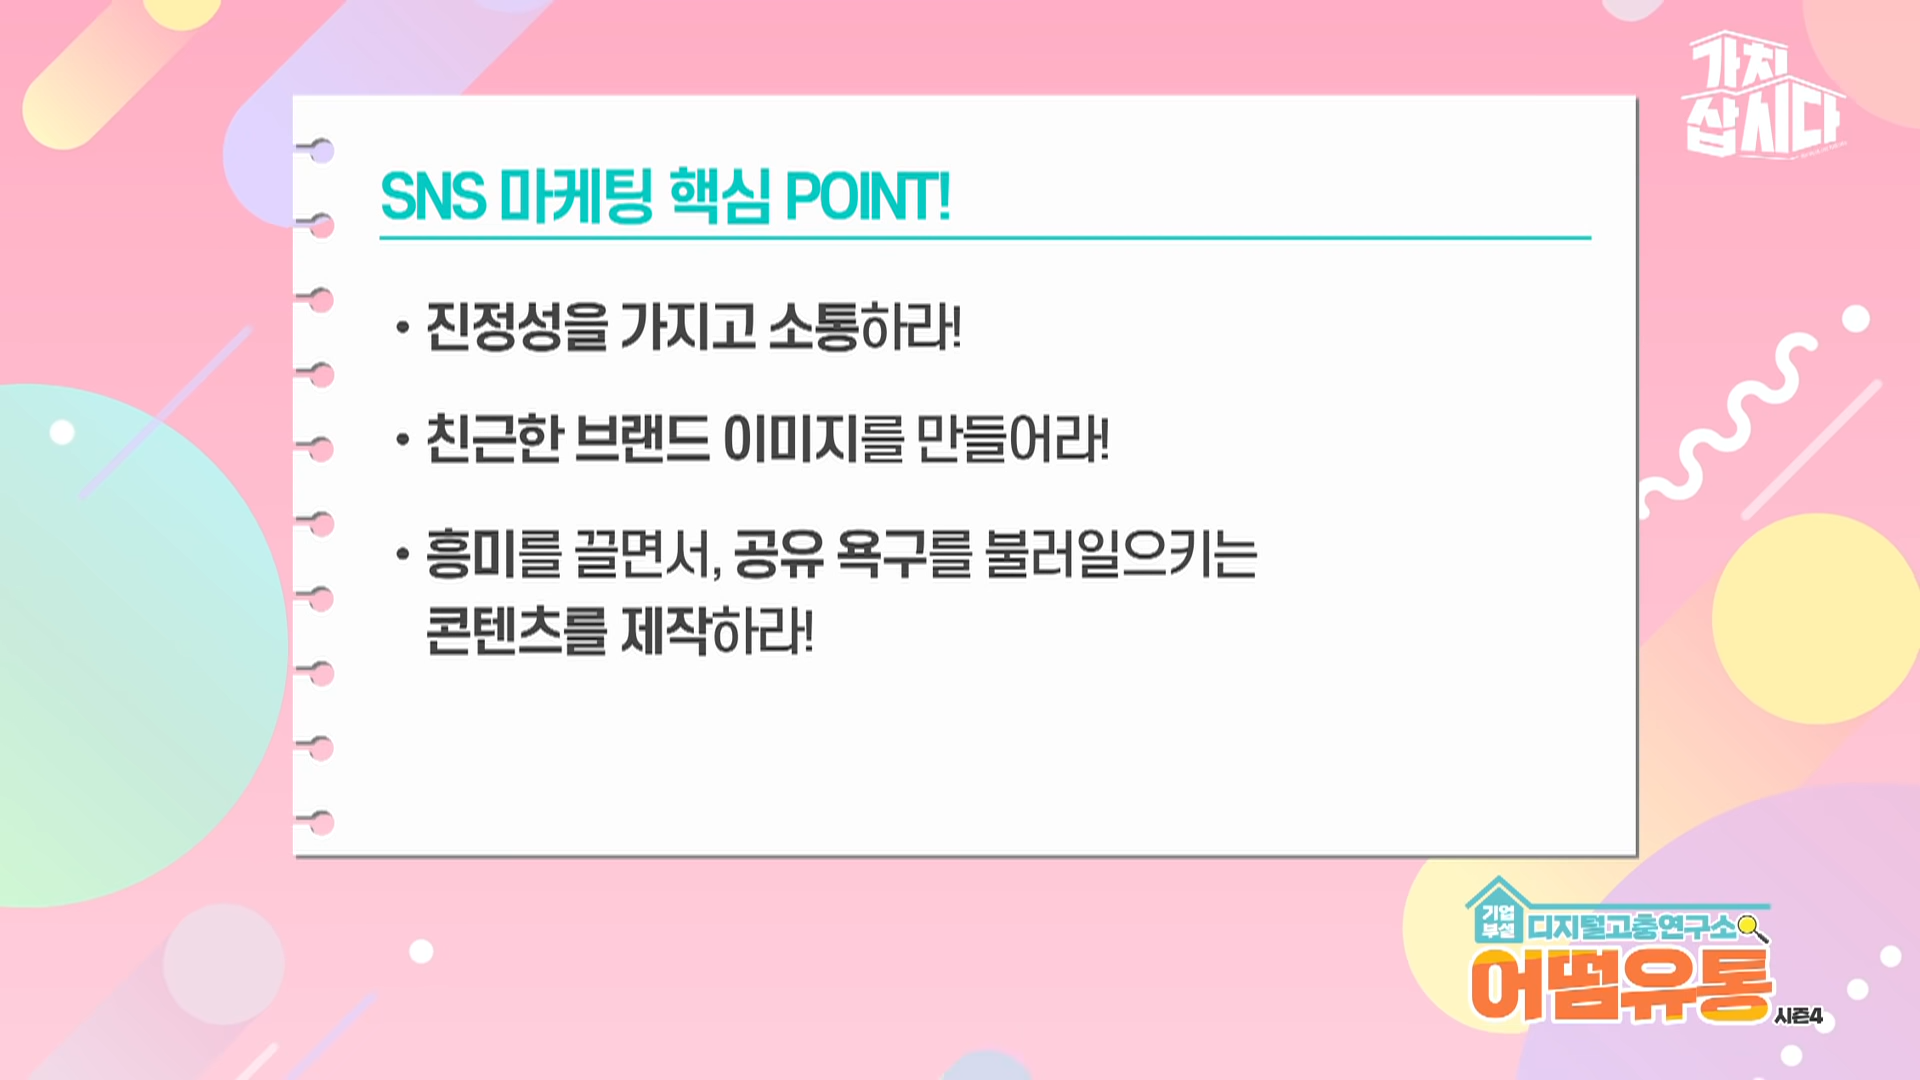 가치
삽시다
SNS 마케팅 핵심 POINT!
• 진정성을 가지고 소통하라!
• 친근한 브랜드 이미지를 만들어라!
• 흥미를 끌면서, 공유 욕구를 불러일으키는
콘텐츠를 제작하라!
기업
부설
디지털고충연구소
어떰유통
시즌4